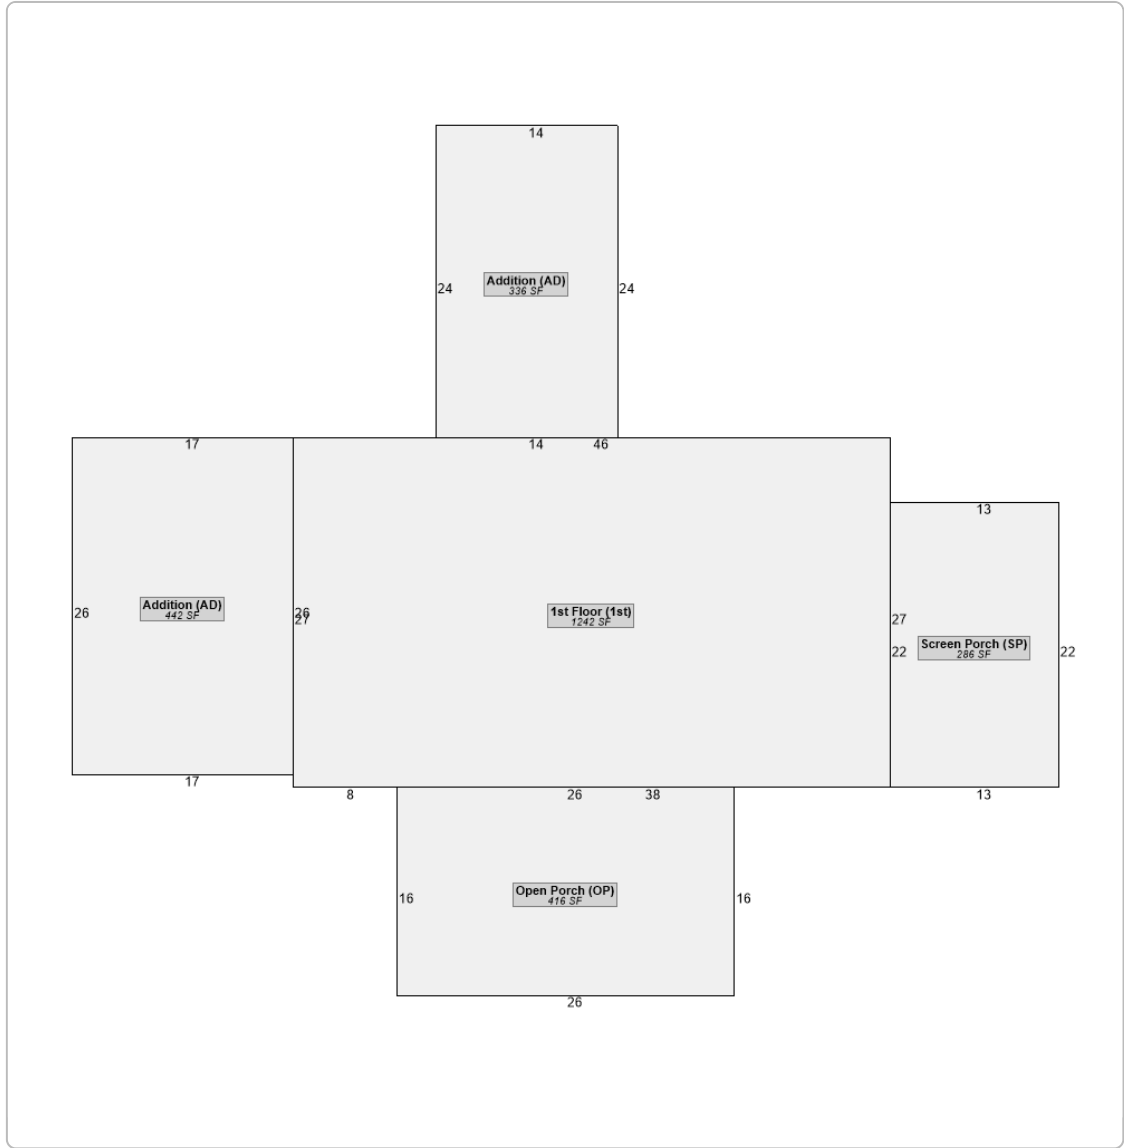 14
Addition (AD)
336 SF
24
24
17
14
46
13
26
Addition (AD)
442 SF
26
27
1st Floor (1st)
1242 SF
27
22
Screen Porch (SP)
286 SF
22
17
8
26
38
13
16
Open Porch (OP)
416 SF
16
26